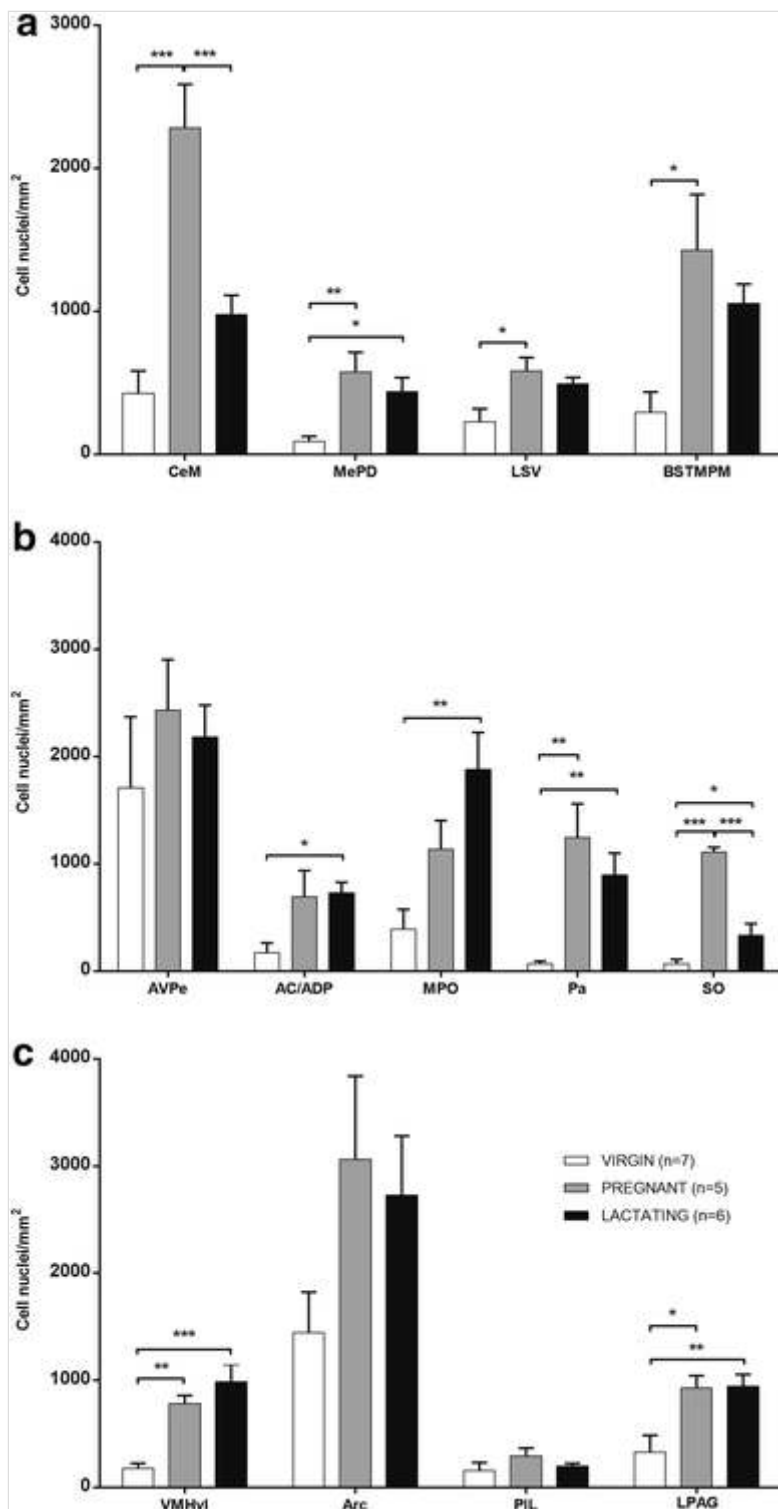 a
3000
2000
1000
0
Cell nuclei/mm²
*** ***
**
*
*
*
CeM MePD LSV BSTMPM
b
4000
3000
2000
1000
0
Cell nuclei/mm²
*
**
**
**
*
*** ***
AVPe AC/ADP MPO Pa SO
c
4000
3000
2000
1000
0
Cell nuclei/mm²
VIRGIN (n=7)
PREGNANT (n=5)
LACTATING (n=6)
***
**
*
**
VMHvl Arc PIL LPAG